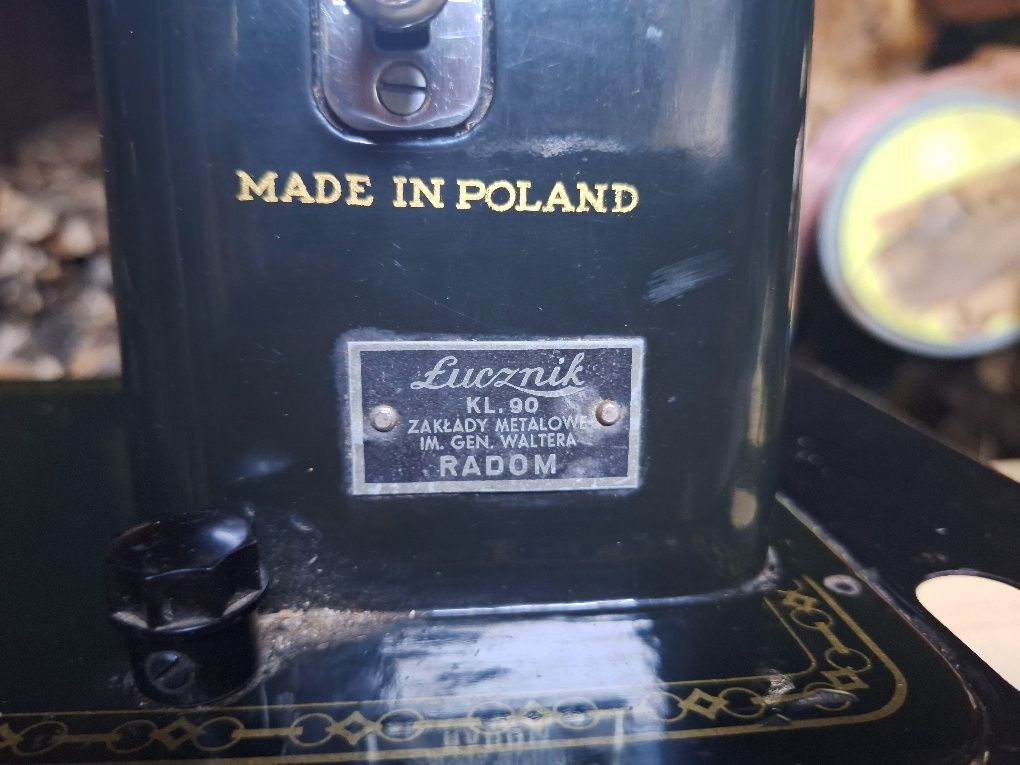 MADE IN POLAND
Łucznik
KL. 90
ZAKŁADY METALOWE
IM. GEN. WALTERA
RADOM